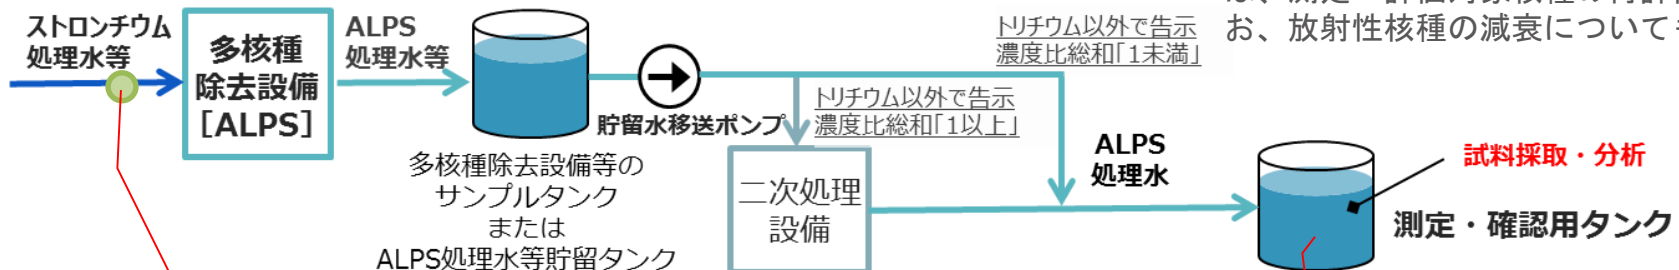 ストロンチウム
処理水等
多核種
除去設備
[ALPS]
ALPS
処理水等
貯留水移送ポンプ
多核種除去設備等の
サンプルタンク
または
ALPS処理水等貯留タンク
トリチウム以外で告示
濃度比総和「1未満」
トリチウム以外で告示
濃度比総和「1以上」
二次処理
設備
ALPS
処理水
お、放射性核種の減衰について
試料採取・分析
測定・確認用タンク